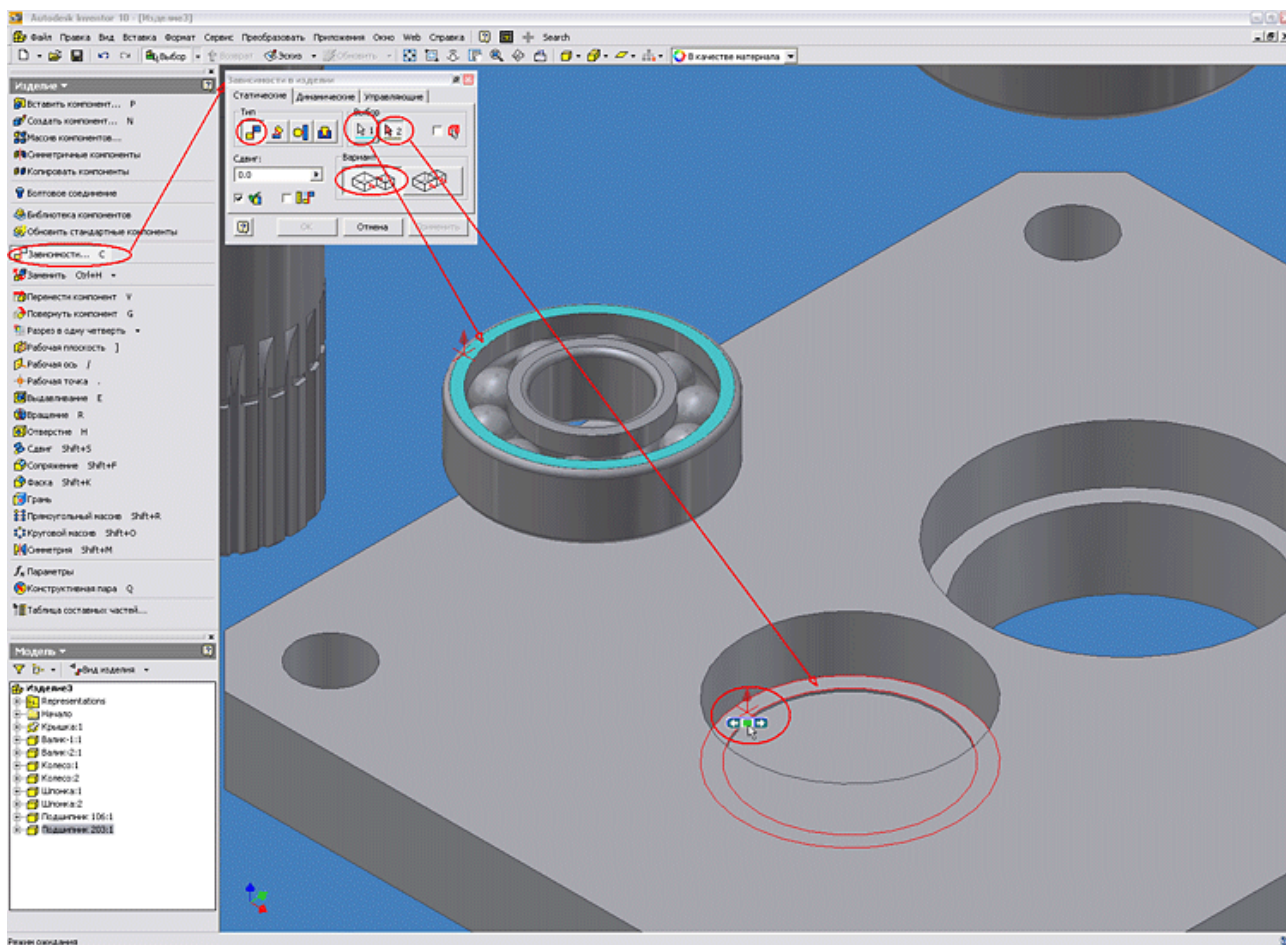 Autodesk Inventor 10 - [Изделие3]
Файл Правка Вид Вставка Формат Сервис Преобразовать Приложения Окно Web Справка Search
Выбор Возврат Эскиз Обновить В качестве материала
Изделие
Вставить компонент... P
Создать компонент... N
Массив компонентов...
Симметричные компоненты
Копировать компоненты
Болтовое соединение
Библиотека компонентов
Обновить стандартные компоненты
Зависимости... C
Заменить Ctrl+H
Перенести компонент V
Повернуть компонент G
Разрез в одну четверть
Рабочая плоскость ]
Рабочая ось /
Рабочая точка .
Выдавливание E
Вращение R
Отверстие H
Сдвиг Shift+S
Сопряжение Shift+F
Фаска Shift+K
Грань
Прямоугольный массив Shift+R
Круговой массив Shift+O
Симметрия Shift+M
Параметры
Конструктивная пара Q
Таблица составных частей...
Зависимости в изделии
Статические Динамические Управляющие
Тип Выбор
1 2
Сдвиг: Вариант
0.0
OK Отмена Применить
Модель
Вид изделия
Изделие3
Representations
Начало
Крышка:1
Валик-1:1
Валик-2:1
Колесо:1
Колесо:2
Шпонка:1
Шпонка:2
Подшипник 106:1
Подшипник 203:1
Режим ожидания